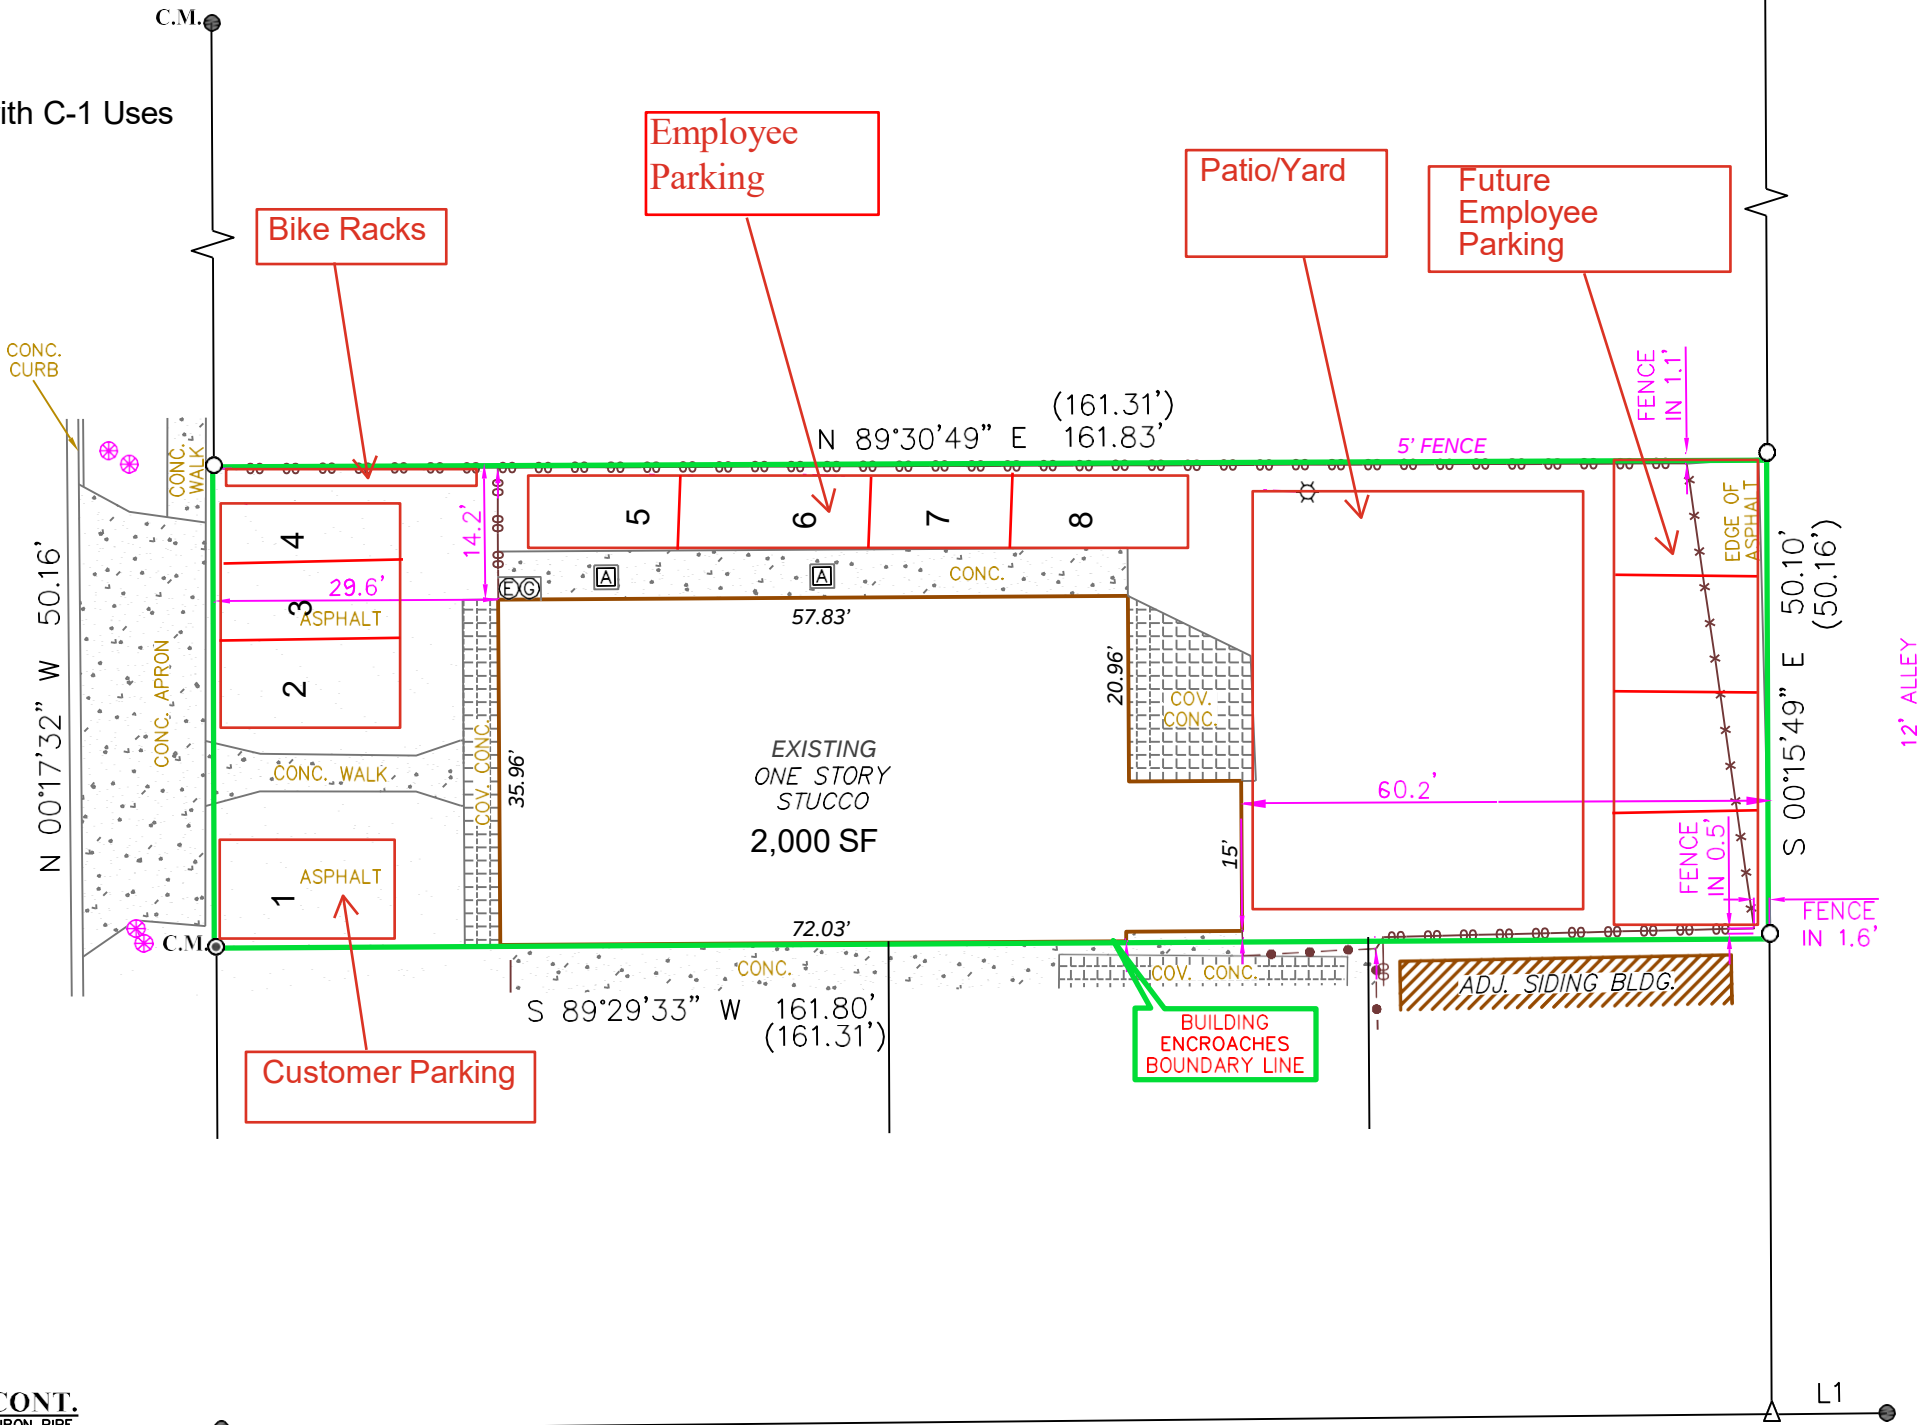 C.M.
ith C-1 Uses
Employee
Parking
Patio/Yard
Future
Employee
Parking
Bike Racks
CONC.
CURB
FENCE
IN 1.1'
(161.31')
N 89°30'49" E 161.83'
5' FENCE
CONC.
WALK
14.2'
5
6
7
8
4
EDGE OF
ASPHALT
E G
A
A
CONC.
29.6'
3
ASPHALT
57.83'
N 00°17'32" W 50.16'
S 00°15'49" E 50.10'
(50.16')
12' ALLEY
CONC. APRON
2
20.96'
COV.
CONC.
CONC. WALK
COV. CONC.
35.96'
EXISTING
ONE STORY
STUCCO
2,000 SF
60.2'
15'
FENCE
IN 0.5'
1
ASPHALT
72.03'
FENCE
IN 1.6'
C.M.
CONC.
COV. CONC.
ADJ. SIDING BLDG.
S 89°29'33" W 161.80'
(161.31')
BUILDING
ENCROACHES
BOUNDARY LINE
Customer Parking
CONT.
L1